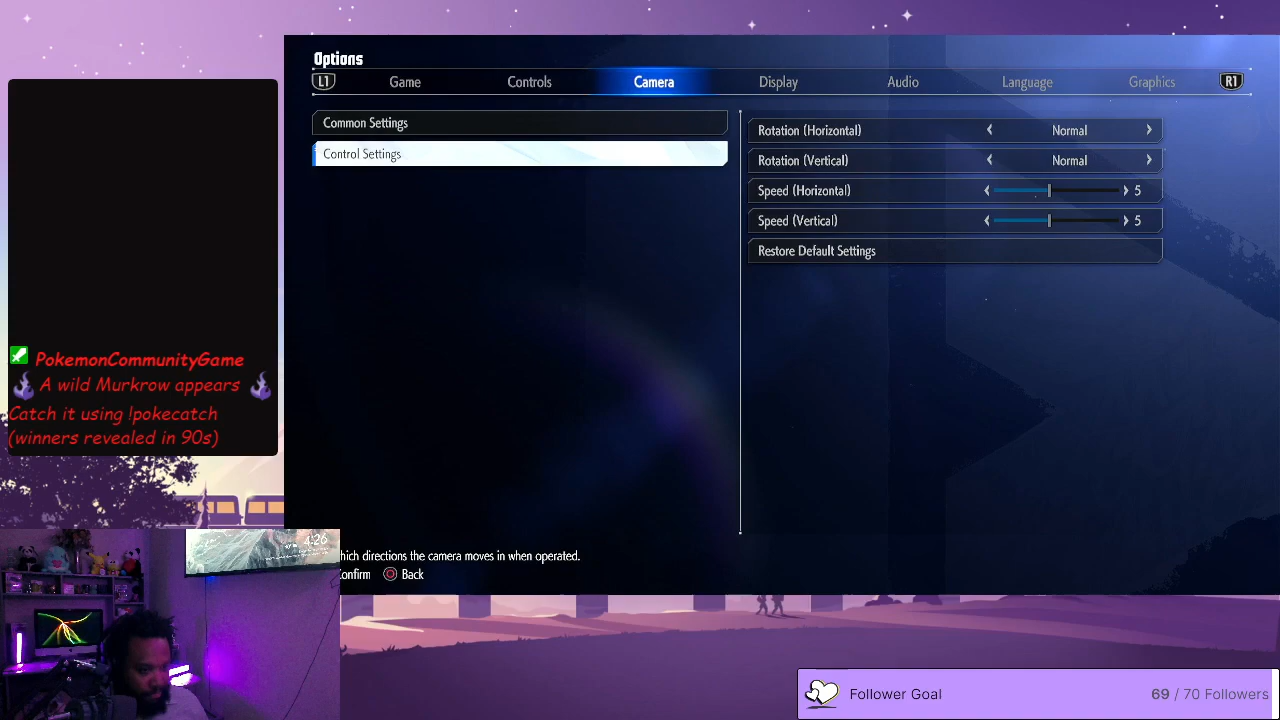 Options
L1 Game Controls Camera Display Audio Language Graphics R1
Common Settings
Control Settings
Rotation (Horizontal) Normal
Rotation (Vertical) Normal
Speed (Horizontal) 5
Speed (Vertical) 5
Restore Default Settings
PokemonCommunityGame
A wild Murkrow appears
Catch it using !pokecatch
(winners revealed in 90s)
4:26
hich directions the camera moves in when operated.
Confirm Back
Follower Goal 69 / 70 Followers